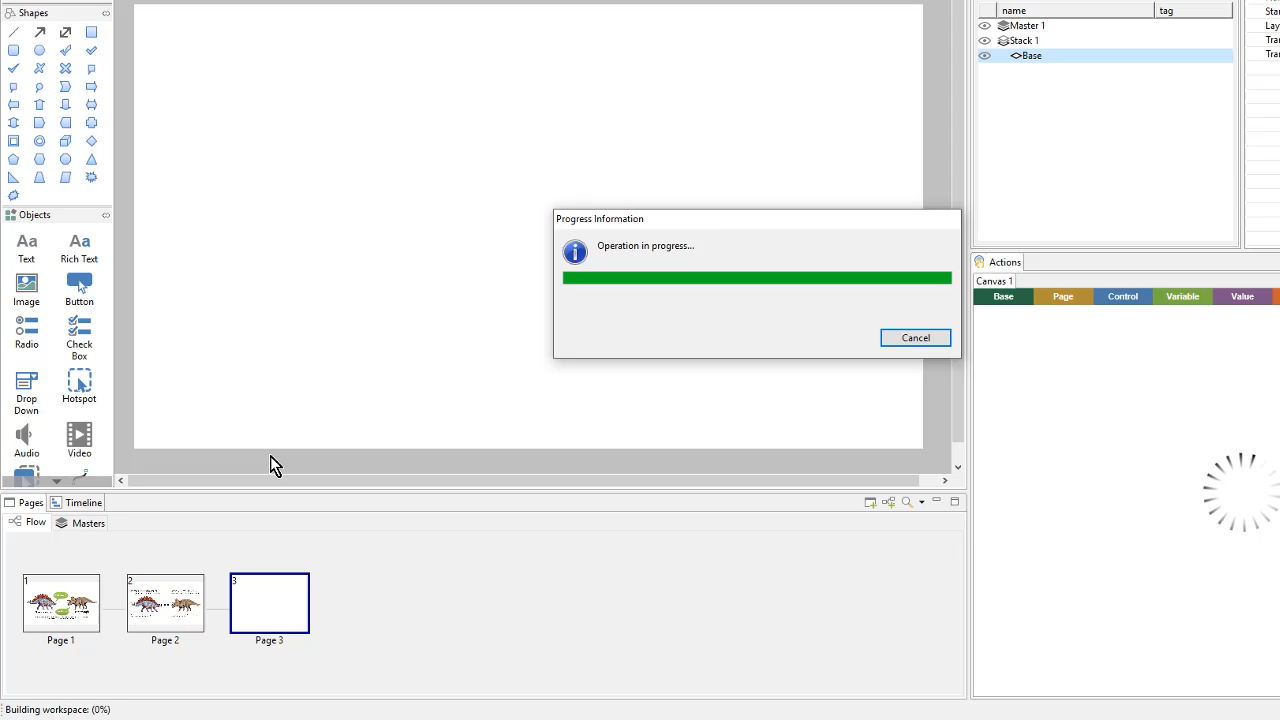 Shapes
Objects
Aa
Text
Aa
Rich Text
Image
Button
Radio
Check
Box
Drop
Down
Hotspot
Audio
Video
name
tag
Master 1
Stack 1
Base
Progress Information
Operation in progress...
Cancel
Actions
Canvas 1
Base
Page
Control
Variable
Value
Pages
Timeline
Flow
Masters
1
2
3
Page 1
Page 2
Page 3
Building workspace: (0%)